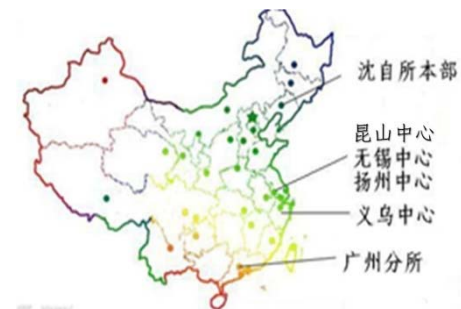 沈自所本部
昆山中心
无锡中心
扬州中心
义乌中心
广州分所